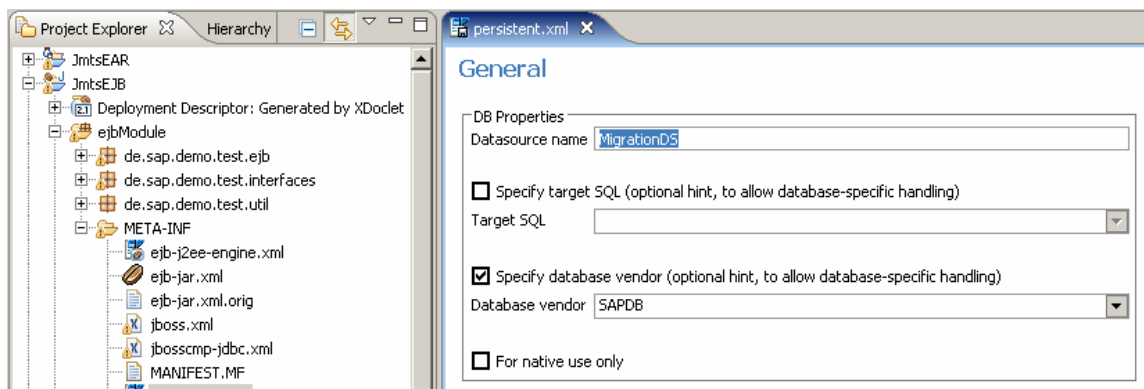 Project Explorer
Hierarchy
JmtsEAR
JmtsEJB
2.1 Deployment Descriptor: Generated by XDoclet
ejbModule
de.sap.demo.test.ejb
de.sap.demo.test.interfaces
de.sap.demo.test.util
META-INF
ejb-j2ee-engine.xml
ejb-jar.xml
ejb-jar.xml.orig
jboss.xml
jbosscmp-jdbc.xml
MANIFEST.MF
persistent.xml
General
DB Properties
Datasource name MigrationDS
Specify target SQL (optional hint, to allow database-specific handling)
Target SQL
Specify database vendor (optional hint, to allow database-specific handling)
Database vendor SAPDB
For native use only